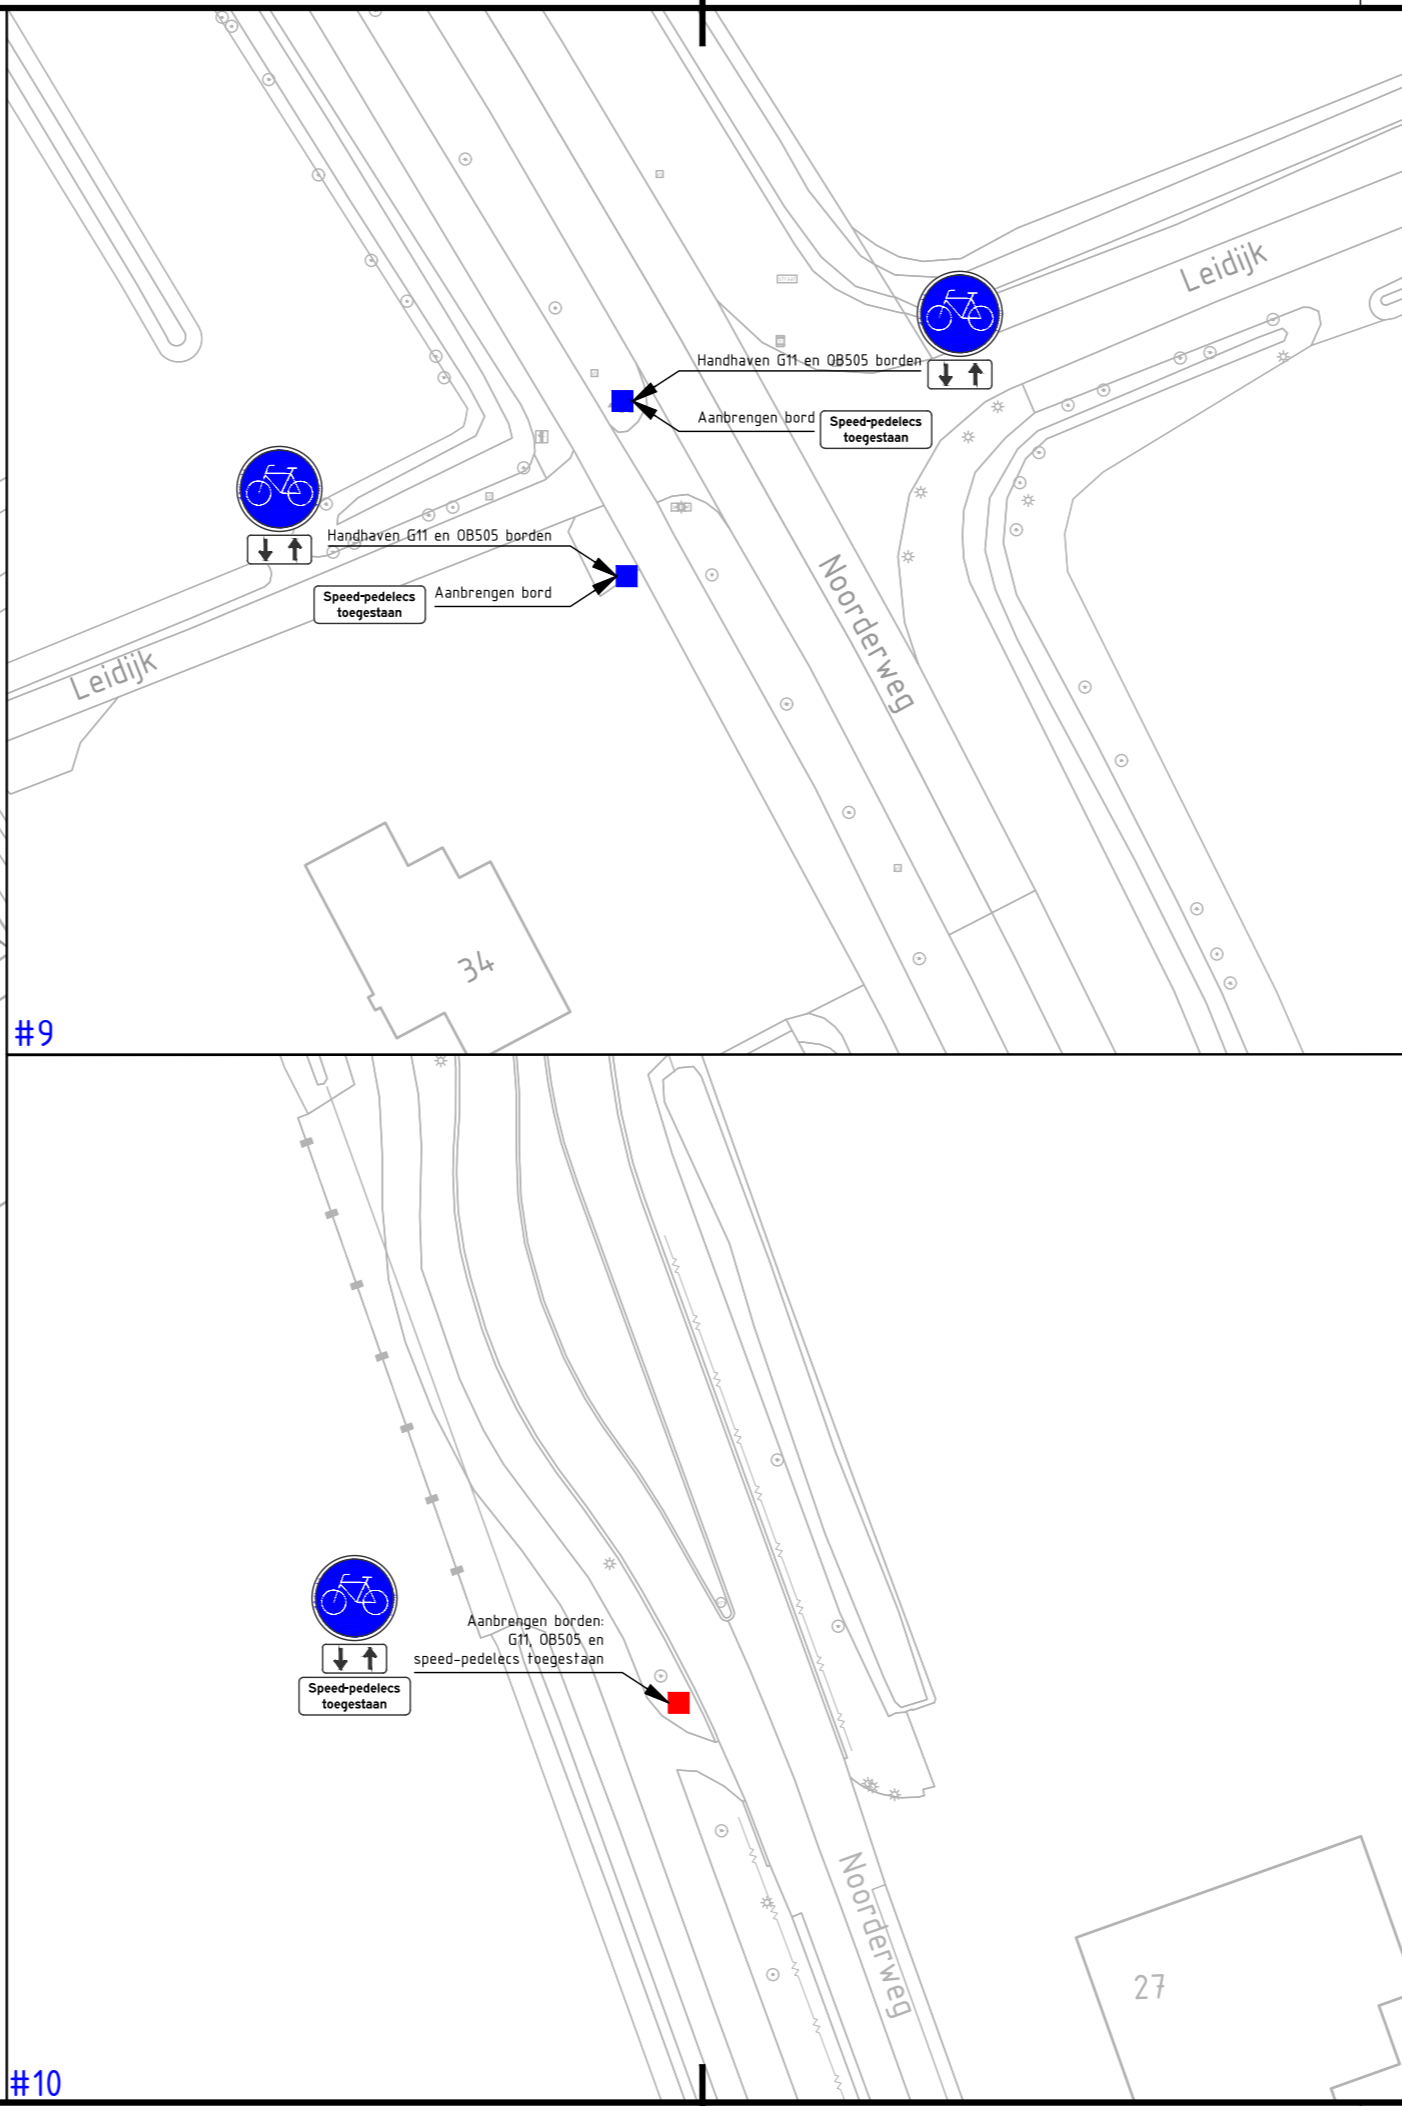 Leidijk
Handhaven G11 en OB505 borden
Aanbrengen bord
Speed-pedelecs
toegestaan
Handhaven G11 en OB505 borden
Speed-pedelecs
toegestaan
Aanbrengen bord
Noorderweg
Leidijk
34
#9
Aanbrengen borden:
G11, OB505 en
speed-pedelecs toegestaan
Speed-pedelecs
toegestaan
Noorderweg
27
#10